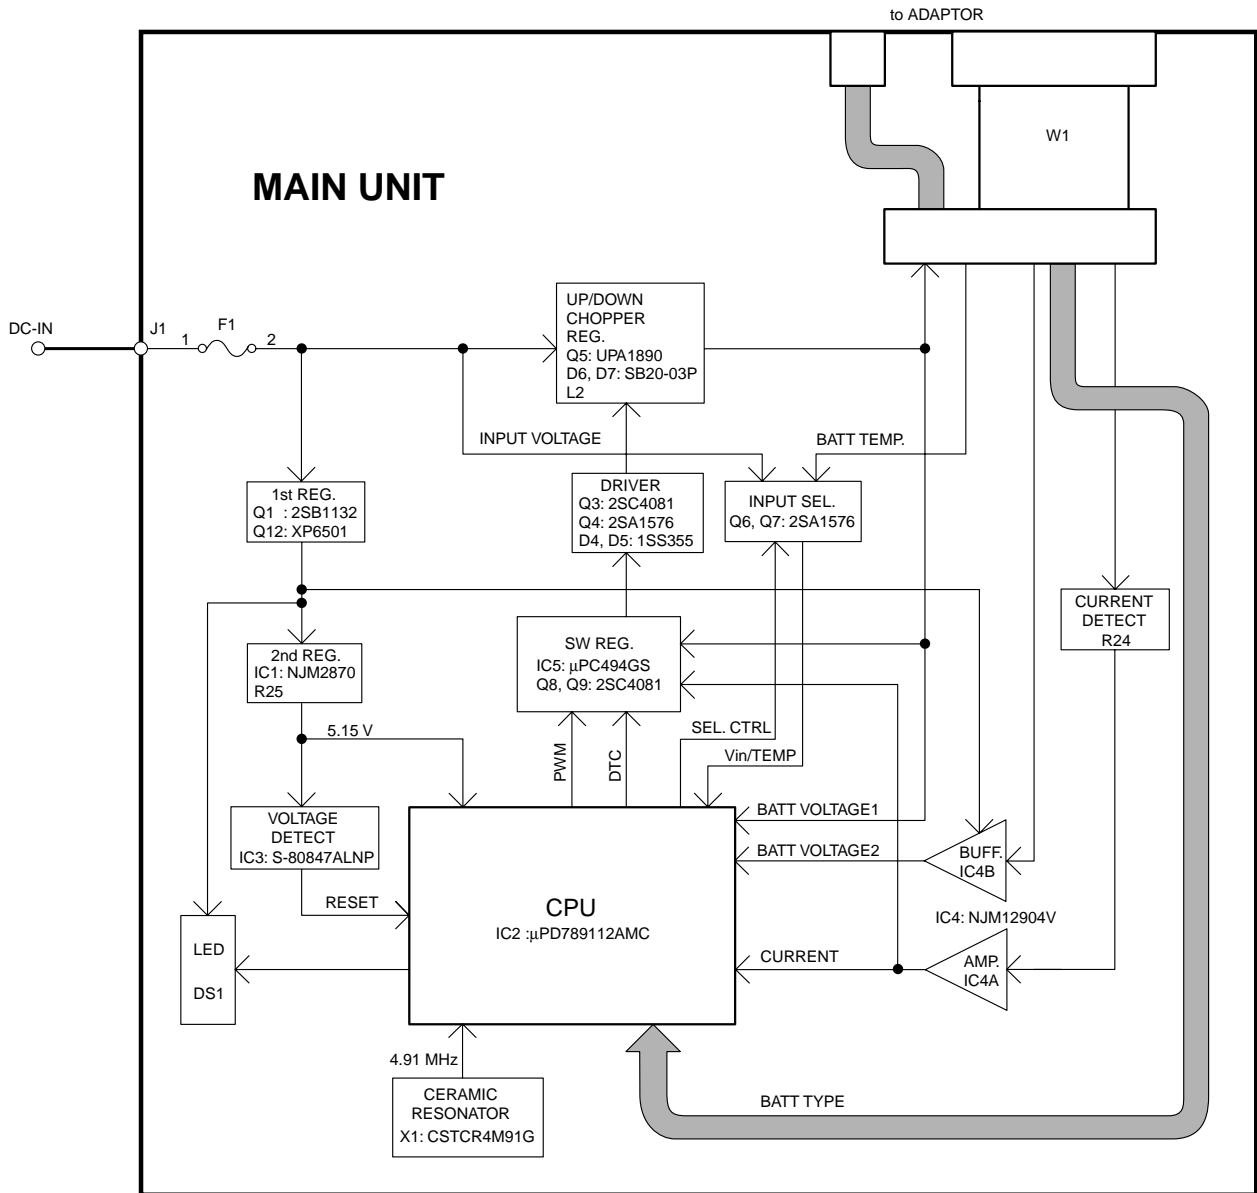 to ADAPTOR
W1
MAIN UNIT
DC-IN
J1
1
F1
2
UP/DOWN
CHOPPER
REG.
Q5: UPA1890
D6, D7: SB20-03P
L2
INPUT VOLTAGE
BATT TEMP.
1st REG.
Q1 : 2SB1132
Q12: XP6501
DRIVER
Q3: 2SC4081
Q4: 2SA1576
D4, D5: 1SS355
INPUT SEL.
Q6, Q7: 2SA1576
CURRENT
DETECT
R24
2nd REG.
IC1: NJM2870
R25
SW REG.
IC5: μPC494GS
Q8, Q9: 2SC4081
5.15 V
PWM
DTC
SEL. CTRL
Vin/TEMP
VOLTAGE
DETECT
IC3: S-80847ALNP
BATT VOLTAGE1
BATT VOLTAGE2
BUFF.
IC4B
RESET
CPU
IC2 :μPD789112AMC
IC4: NJM12904V
LED
DS1
CURRENT
AMP.
IC4A
4.91 MHz
CERAMIC
RESONATOR
X1: CSTCR4M91G
BATT TYPE